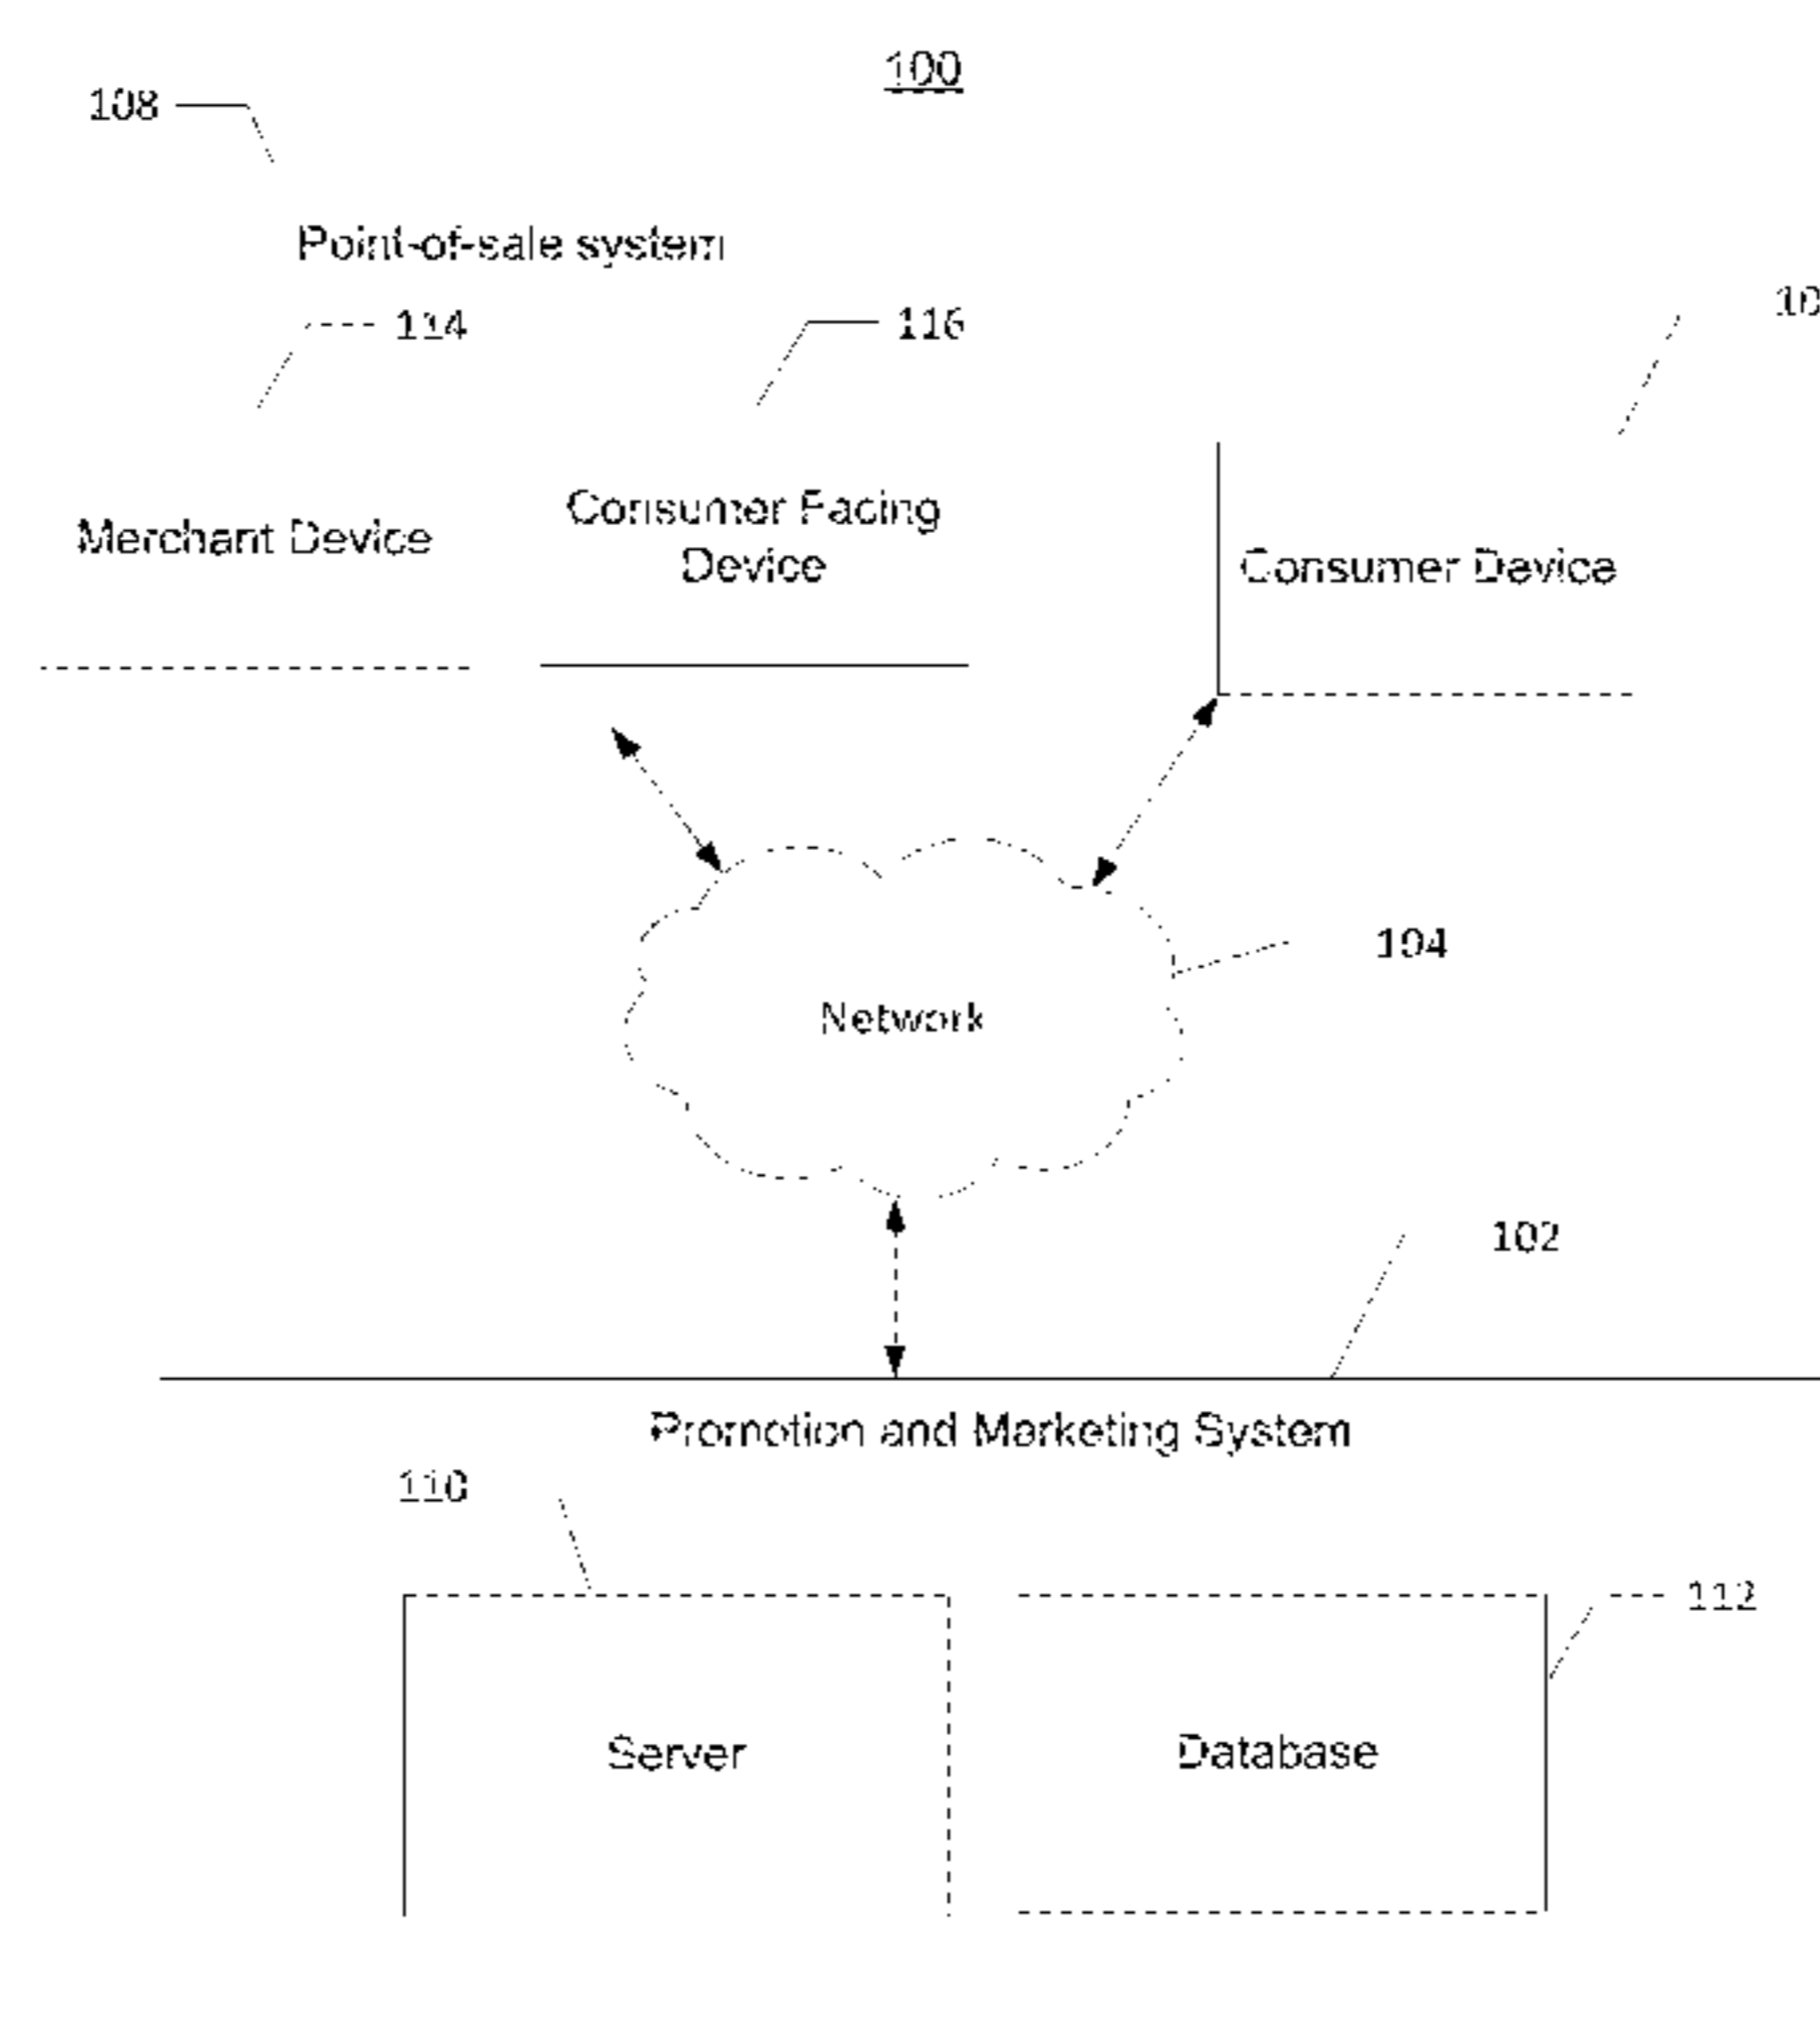 100
108
Point-of-sale system
114
116
10
Merchant Device
Consumer Facing
Device
Consumer Device
104
Network
102
Promotion and Marketing System
110
112
Server
Database